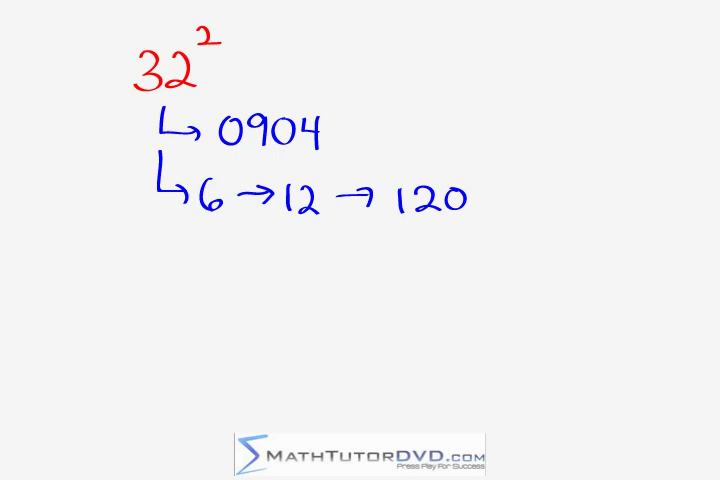 32²
↳ 0904
↳ 6 → 12 → 120
MathTutorDVD.com
Press Play For Success